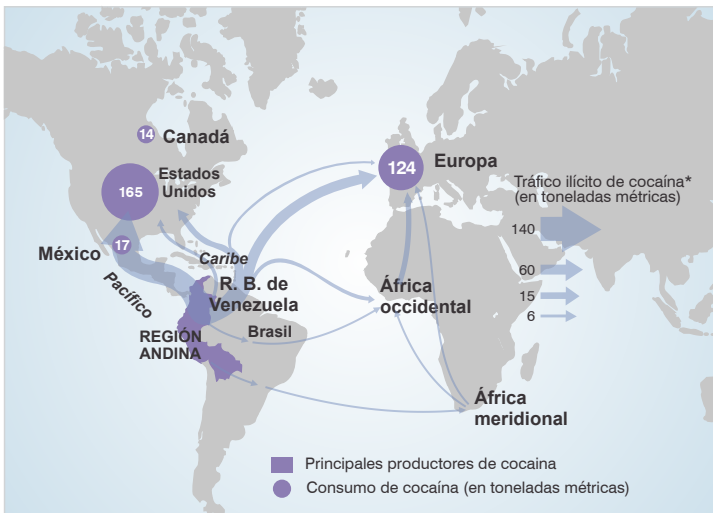 14
Canadá
Estados
Unidos
165
124
Europa
Tráfico ilícito de cocaína*
(en toneladas métricas)
140
60
15
6
México
17
Pacífico
Caribe
R. B. de
Venezuela
Brasil
REGIÓN
ANDINA
África
occidental
África
meridional
Principales productores de cocaina
Consumo de cocaína (en toneladas métricas)